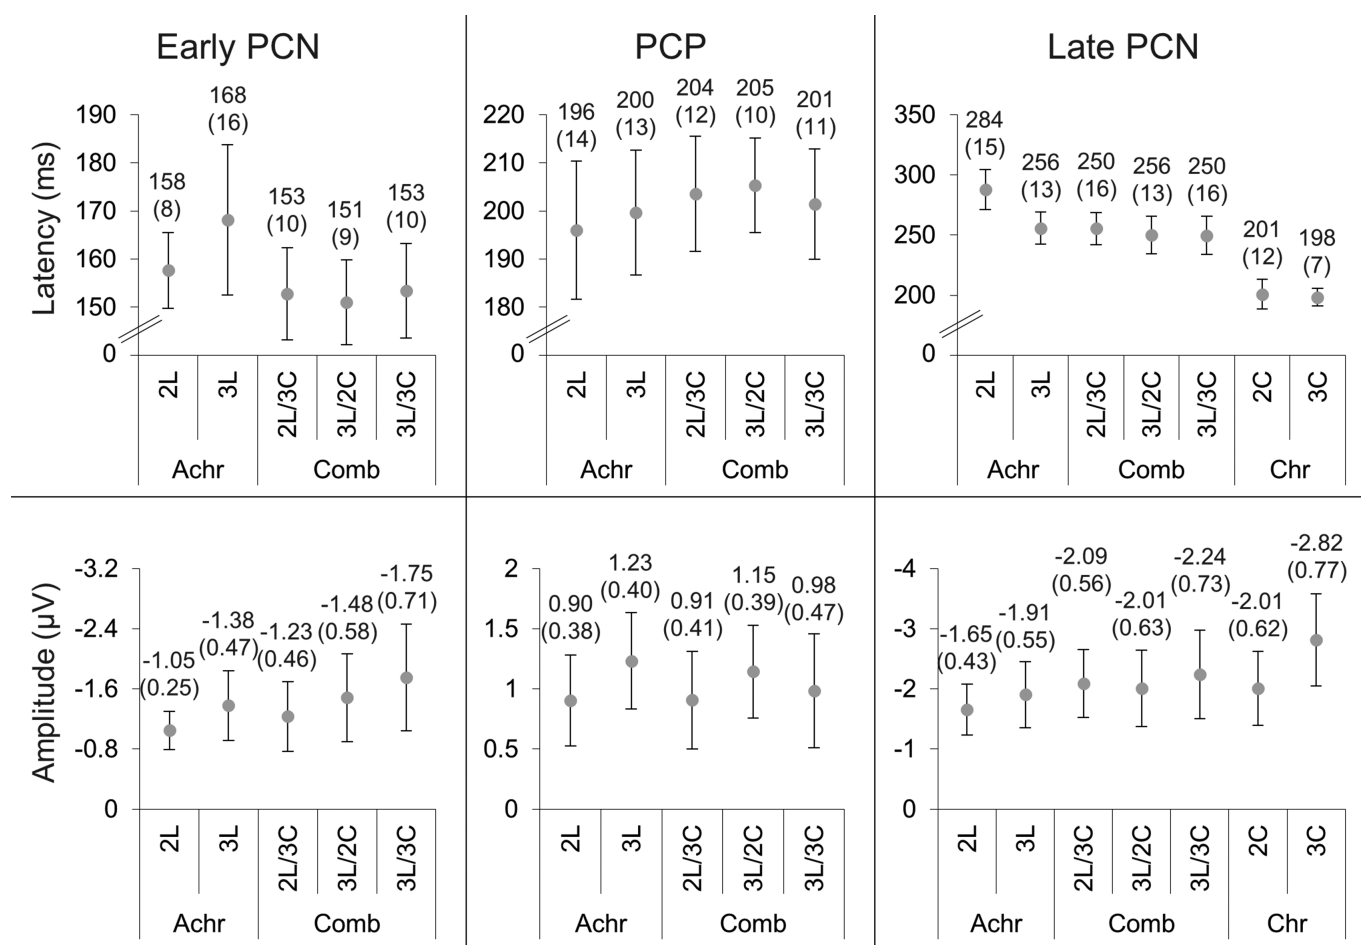 Early PCN
PCP
Late PCN
Latency (ms)
190
180
170
160
150
0
158
(8)
168
(16)
153
(10)
151
(9)
153
(10)
2L
3L
2L/3C
3L/2C
3L/3C
Achr
Comb
220
210
200
190
180
0
196
(14)
200
(13)
204
(12)
205
(10)
201
(11)
2L
3L
2L/3C
3L/2C
3L/3C
Achr
Comb
350
300
250
200
0
284
(15)
256
(13)
250
(16)
256
(13)
250
(16)
201
(12)
198
(7)
2L
3L
2L/3C
3L/2C
3L/3C
2C
3C
Achr
Comb
Chr
Amplitude (µV)
-3.2
-2.4
-1.6
-0.8
0
-1.05
(0.25)
-1.38
(0.47)
-1.23
(0.46)
-1.48
(0.58)
-1.75
(0.71)
2L
3L
2L/3C
3L/2C
3L/3C
Achr
Comb
2
1.5
1
0.5
0
0.90
(0.38)
1.23
(0.40)
0.91
(0.41)
1.15
(0.39)
0.98
(0.47)
2L
3L
2L/3C
3L/2C
3L/3C
Achr
Comb
-4
-3
-2
-1
0
-1.65
(0.43)
-1.91
(0.55)
-2.09
(0.56)
-2.01
(0.63)
-2.24
(0.73)
-2.01
(0.62)
-2.82
(0.77)
2L
3L
2L/3C
3L/2C
3L/3C
2C
3C
Achr
Comb
Chr